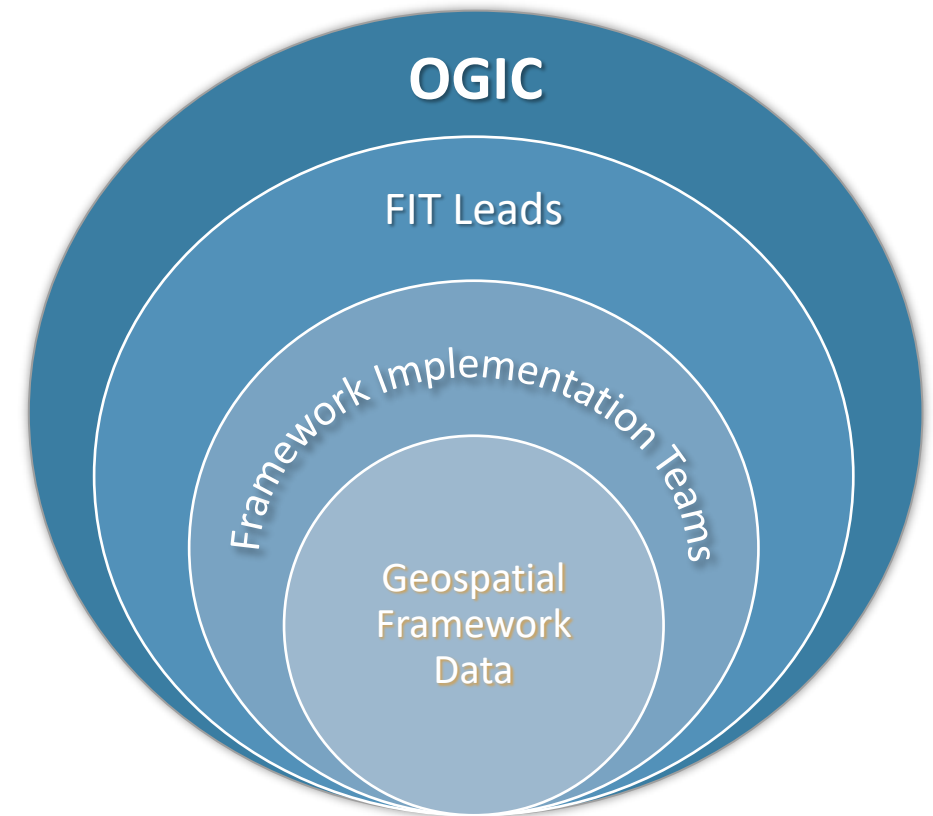 OGIC
FIT Leads
Framework Implementation Teams
Geospatial
Framework
Data